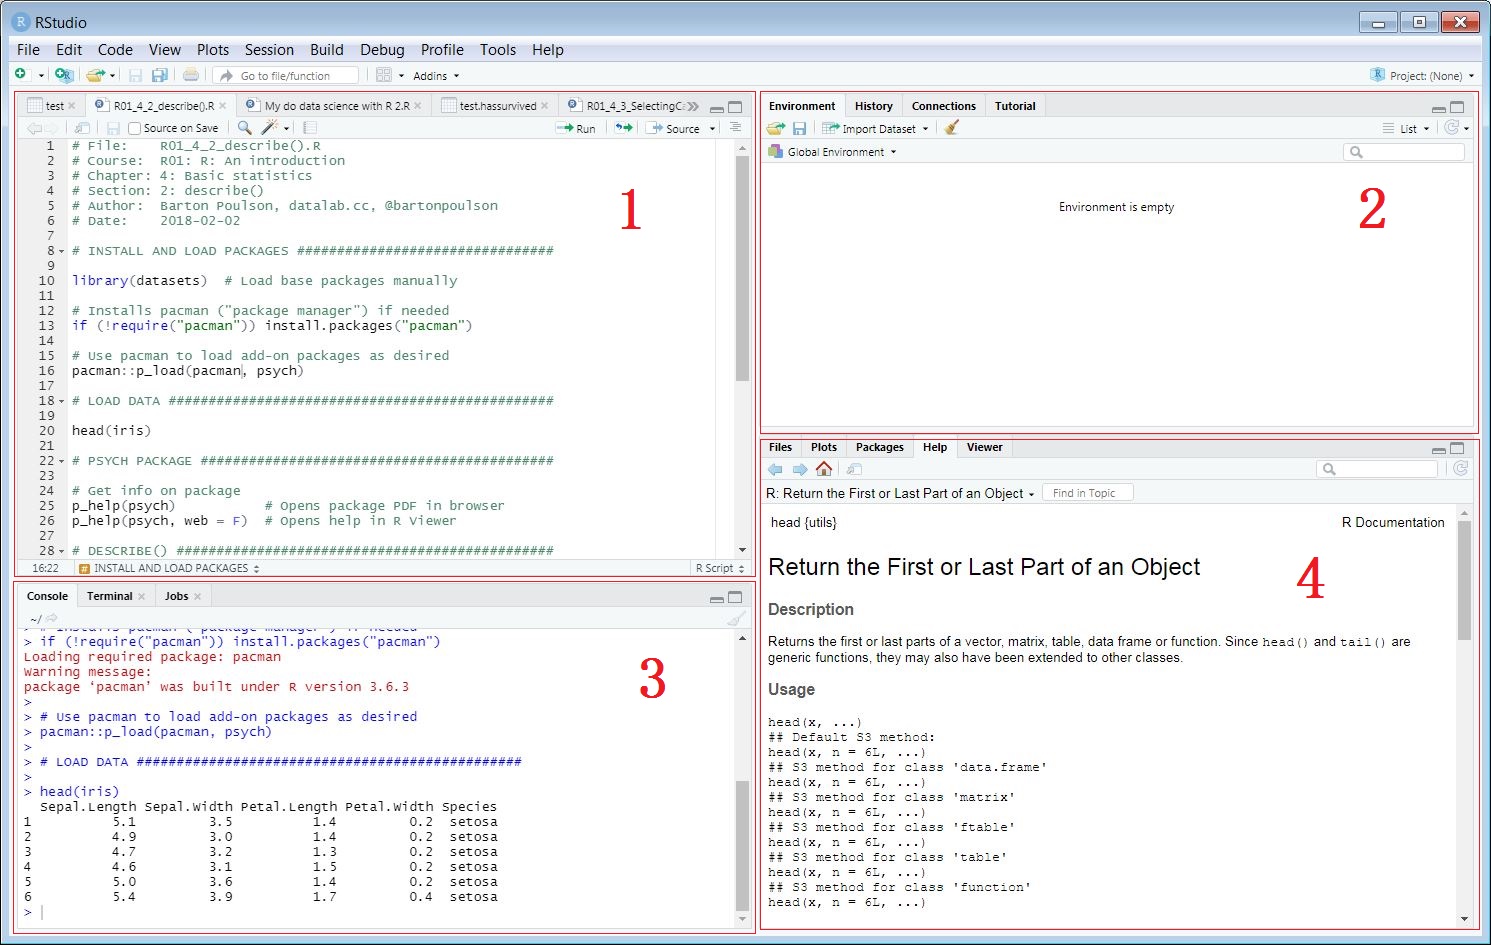 RStudio
File Edit Code View Plots Session Build Debug Profile Tools Help
Go to file/function Addins Project: (None)
test R01_4_2_describe().R My do data science with R 2.R test.hassurvived R01_4_3_SelectingCa
Source on Save Run Source
1 # File:    R01_4_2_describe().R
2 # Course:  R01: R: An introduction
3 # Chapter: 4: Basic statistics
4 # Section: 2: describe()
5 # Author:  Barton Poulson, datalab.cc, @bartonpoulson
6 # Date:    2018-02-02
7
8 # INSTALL AND LOAD PACKAGES ################################
9
10 library(datasets)  # Load base packages manually
11
12 # Installs pacman ("package manager") if needed
13 if (!require("pacman")) install.packages("pacman")
14
15 # Use pacman to load add-on packages as desired
16 pacman::p_load(pacman, psych)
17
18 # LOAD DATA ################################################
19
20 head(iris)
21
22 # PSYCH PACKAGE ############################################
23
24 # Get info on package
25 p_help(psych)           # Opens package PDF in browser
26 p_help(psych, web = F)  # Opens help in R Viewer
27
28 # DESCRIBE() ###############################################
16:22 INSTALL AND LOAD PACKAGES R Script
1
Environment History Connections Tutorial
Import Dataset List
Global Environment
Environment is empty
2
Console Terminal Jobs
~/
> if (!require("pacman")) install.packages("pacman")
Loading required package: pacman
Warning message:
package ‘pacman’ was built under R version 3.6.3
>
> # Use pacman to load add-on packages as desired
> pacman::p_load(pacman, psych)
>
> # LOAD DATA ################################################
>
> head(iris)
  Sepal.Length Sepal.Width Petal.Length Petal.Width Species
1          5.1         3.5          1.4         0.2  setosa
2          4.9         3.0          1.4         0.2  setosa
3          4.7         3.2          1.3         0.2  setosa
4          4.6         3.1          1.5         0.2  setosa
5          5.0         3.6          1.4         0.2  setosa
6          5.4         3.9          1.7         0.4  setosa
>
3
Files Plots Packages Help Viewer
R: Return the First or Last Part of an Object Find in Topic
head {utils} R Documentation
Return the First or Last Part of an Object
4
Description
Returns the first or last parts of a vector, matrix, table, data frame or function. Since head() and tail() are
generic functions, they may also have been extended to other classes.
Usage
head(x, ...)
## Default S3 method:
head(x, n = 6L, ...)
## S3 method for class 'data.frame'
head(x, n = 6L, ...)
## S3 method for class 'matrix'
head(x, n = 6L, ...)
## S3 method for class 'ftable'
head(x, n = 6L, ...)
## S3 method for class 'table'
head(x, n = 6L, ...)
## S3 method for class 'function'
head(x, n = 6L, ...)